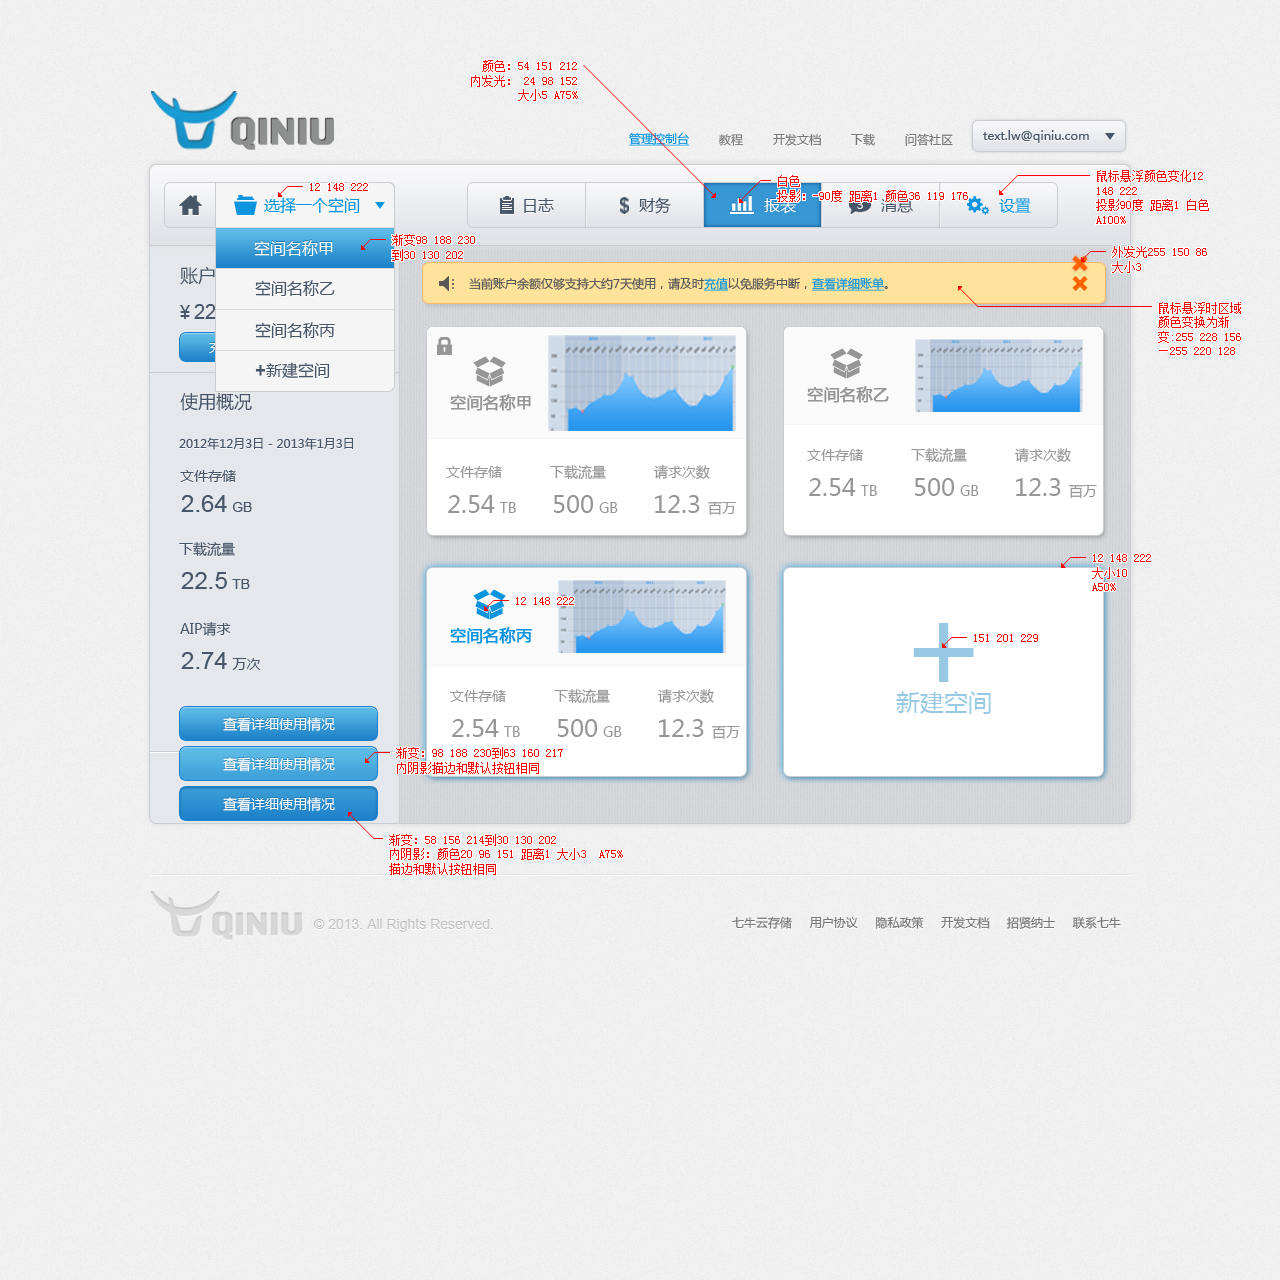 颜色：54 151 212
内发光： 24 98 152
大小5 A75%
QINIU
管理控制台 教程 开发文档 下载 问答社区 text.lw@qiniu.com
12 148 222
选择一个空间
日志 财务 报表 消息 设置
白色
投影：-90度 距离1 颜色36 119 176
鼠标悬浮颜色变化12
148 222
投影90度 距离1 白色
A100%
空间名称甲
空间名称乙
空间名称丙
+新建空间
渐变98 188 230
到30 130 202
外发光255 150 86
大小3
账户
¥ 22
充
当前账户余额仅够支持大约7天使用，请及时充值以免服务中断，查看详细账单。
鼠标悬浮时区域
颜色变换为渐
变:255 228 156
—255 220 128
使用概况
2012年12月3日 - 2013年1月3日
文件存储
2.64 GB
下载流量
22.5 TB
AIP请求
2.74 万次
空间名称甲
文件存储 下载流量 请求次数
2.54 TB 500 GB 12.3 百万
空间名称乙
文件存储 下载流量 请求次数
2.54 TB 500 GB 12.3 百万
12 148 222
大小10
A50%
12 148 222
空间名称丙
文件存储 下载流量 请求次数
2.54 TB 500 GB 12.3 百万
151 201 229
新建空间
查看详细使用情况
查看详细使用情况
查看详细使用情况
渐变：98 188 230到63 160 217
内阴影描边和默认按钮相同
渐变：58 156 214到30 130 202
内阴影：颜色20 96 151 距离1 大小3 A75%
描边和默认按钮相同
QINIU © 2013. All Rights Reserved.
七牛云存储 用户协议 隐私政策 开发文档 招贤纳士 联系七牛